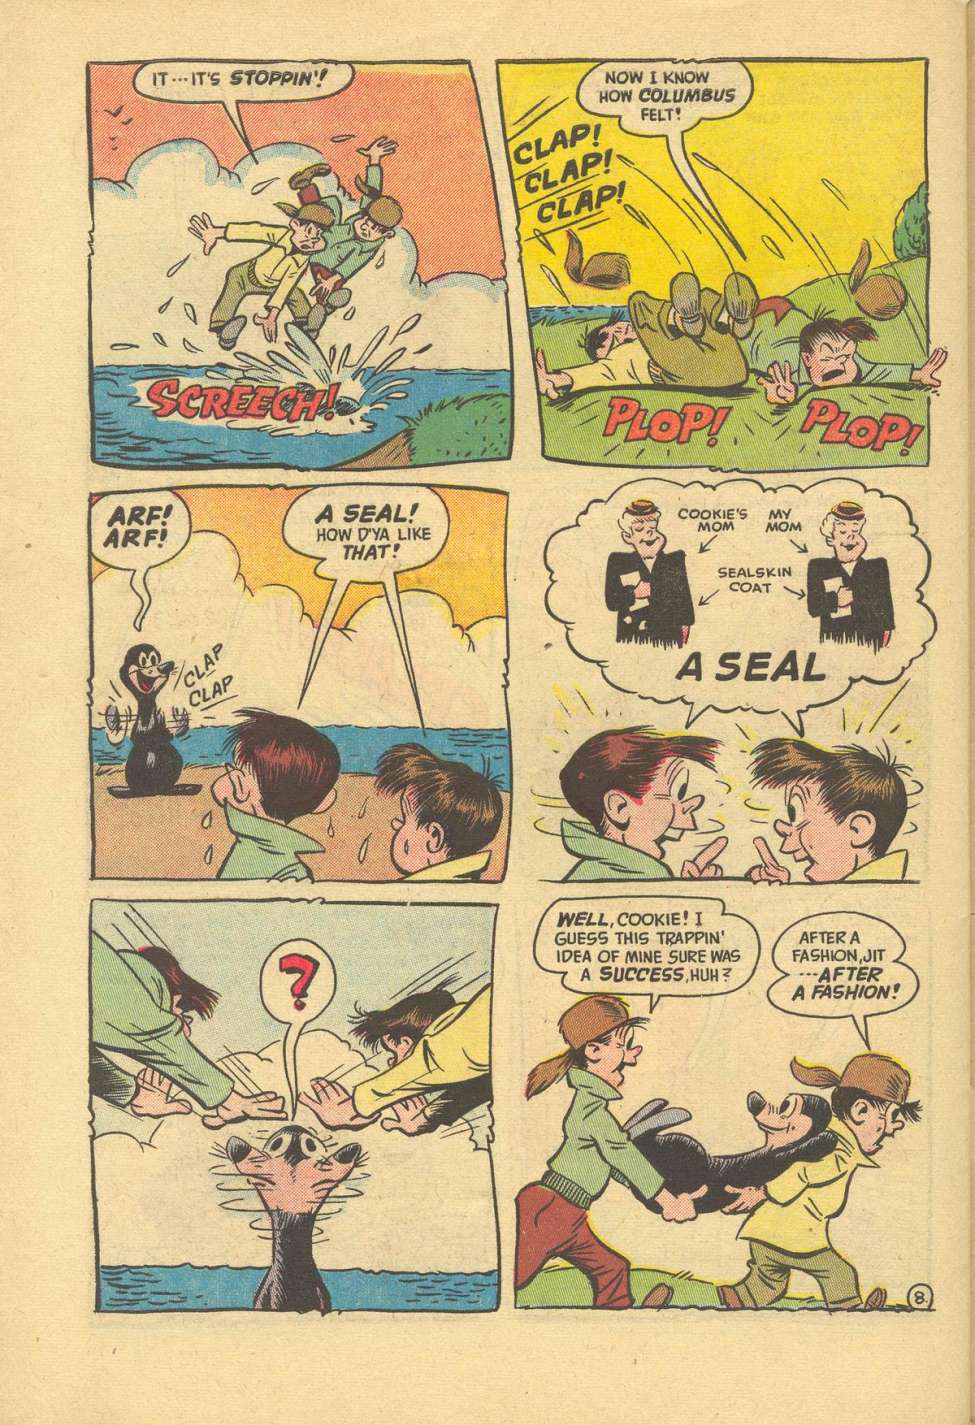 IT---IT'S STOPPIN'!
SCREECH!
NOW I KNOW
HOW COLUMBUS
FELT!
CLAP!
CLAP!
CLAP!
PLOP!
PLOP!
ARF!
ARF!
CLAP
CLAP
A SEAL!
HOW D'YA LIKE
THAT!
COOKIE'S
MOM
MY
MOM
SEALSKIN
COAT
A SEAL
?
WELL, COOKIE! I
GUESS THIS TRAPPIN'
IDEA OF MINE SURE WAS
A SUCCESS, HUH?
AFTER A
FASHION, JIT
---AFTER
A FASHION!
8.